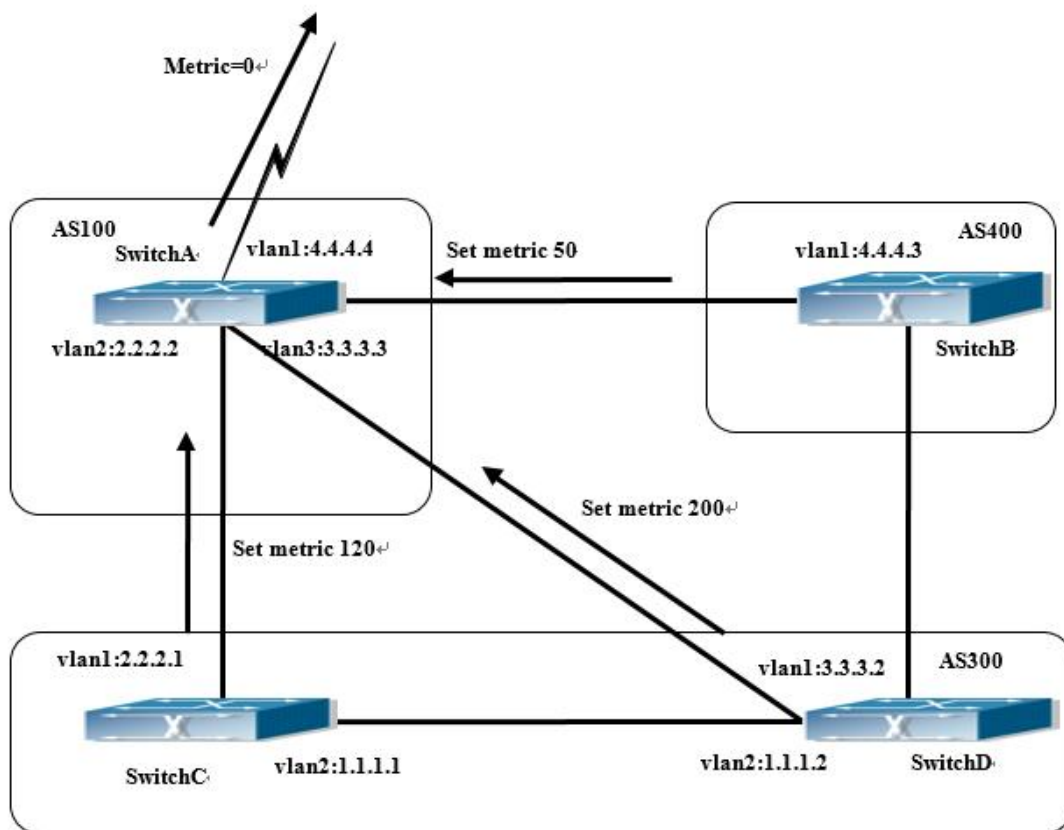 Metric=0↵
AS100
SwitchA
vlan1:4.4.4.4
Set metric 50
AS400
vlan1:4.4.4.3
vlan2:2.2.2.2
vlan3:3.3.3.3
SwitchB
Set metric 200↵
Set metric 120↵
vlan1:2.2.2.1
vlan1:3.3.3.2
AS300
SwitchC
vlan2:1.1.1.1
vlan2:1.1.1.2
SwitchD